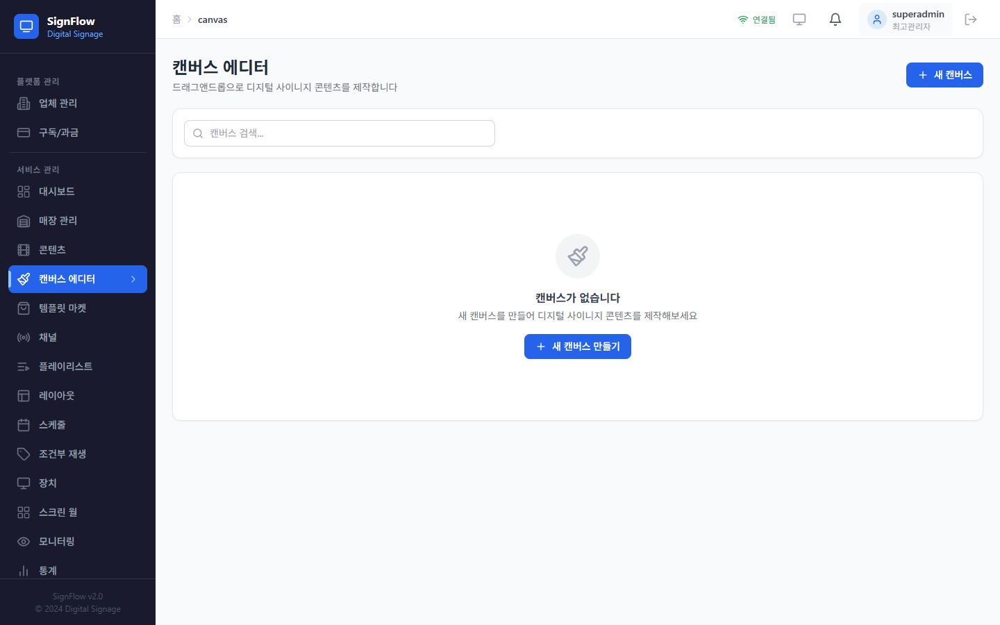 SignFlow
Digital Signage
플랫폼 관리
업체 관리
구독/과금
서비스 관리
대시보드
매장 관리
콘텐츠
캔버스 에디터
템플릿 마켓
채널
플레이리스트
레이아웃
스케줄
조건부 재생
장치
스크린 월
모니터링
통계
SignFlow v2.0
© 2024 Digital Signage
홈 canvas
연결됨
superadmin
최고관리자
캔버스 에디터
드래그앤드롭으로 디지털 사이니지 콘텐츠를 제작합니다
새 캔버스
캔버스 검색...
캔버스가 없습니다
새 캔버스를 만들어 디지털 사이니지 콘텐츠를 제작해보세요
새 캔버스 만들기